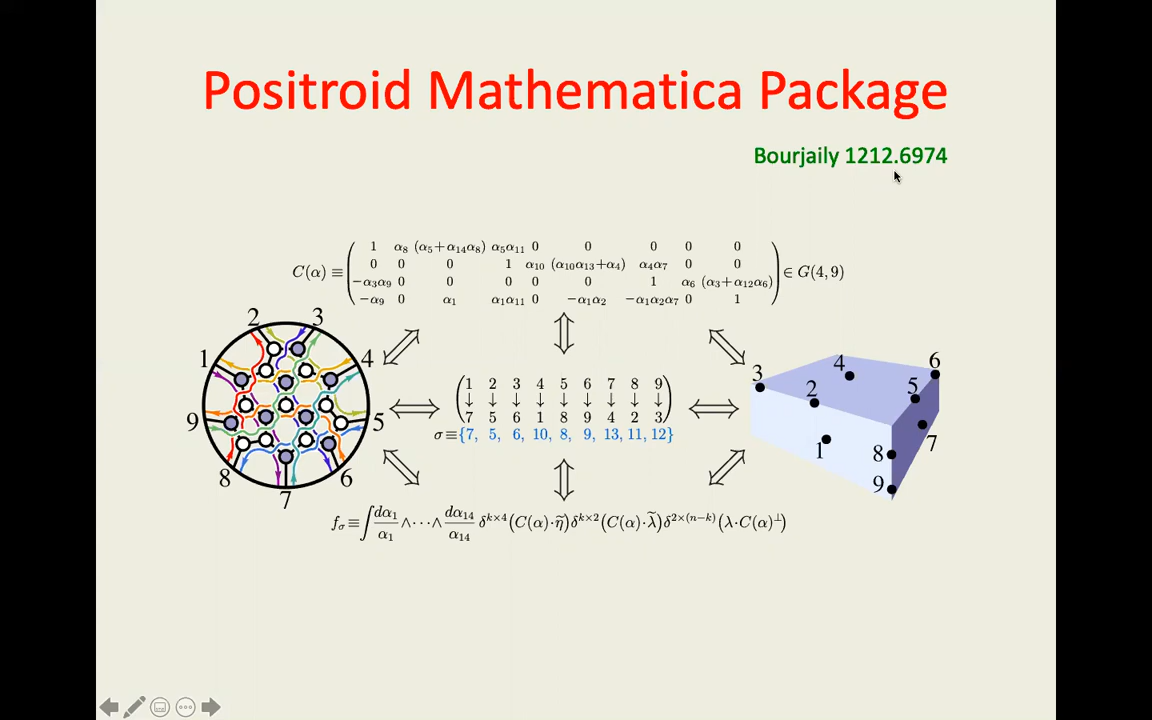 Positroid Mathematica Package
Bourjaily 1212.6974
C(α) ≡
1 α₈ (α₅+α₁₄α₈) α₅α₁₁ 0 0 0 0 0
0 0 0 1 α₁₀ (α₁₀α₁₃+α₄) α₄α₇ 0 0
−α₃α₉ 0 0 0 0 0 1 α₆ (α₃+α₁₂α₆)
−α₉ 0 α₁ α₁α₁₁ 0 −α₁α₂ −α₁α₂α₇ 0 1
∈ G(4,9)
1 2 3 4 5 6 7 8 9
1 2 3 4 5 6 7 8 9
↓ ↓ ↓ ↓ ↓ ↓ ↓ ↓ ↓
7 5 6 1 8 9 4 2 3
σ≡{7, 5, 6, 10, 8, 9, 13, 11, 12}
3 4 6 2 5 1 7 8 9
f_σ ≡ ∫ dα₁/α₁ ∧ ⋯ ∧ dα₁₄/α₁₄ δ^{k×4}(C(α)·η̃) δ^{k×2}(C(α)·λ̃) δ^{2×(n−k)}(λ·C(α)^⊥)